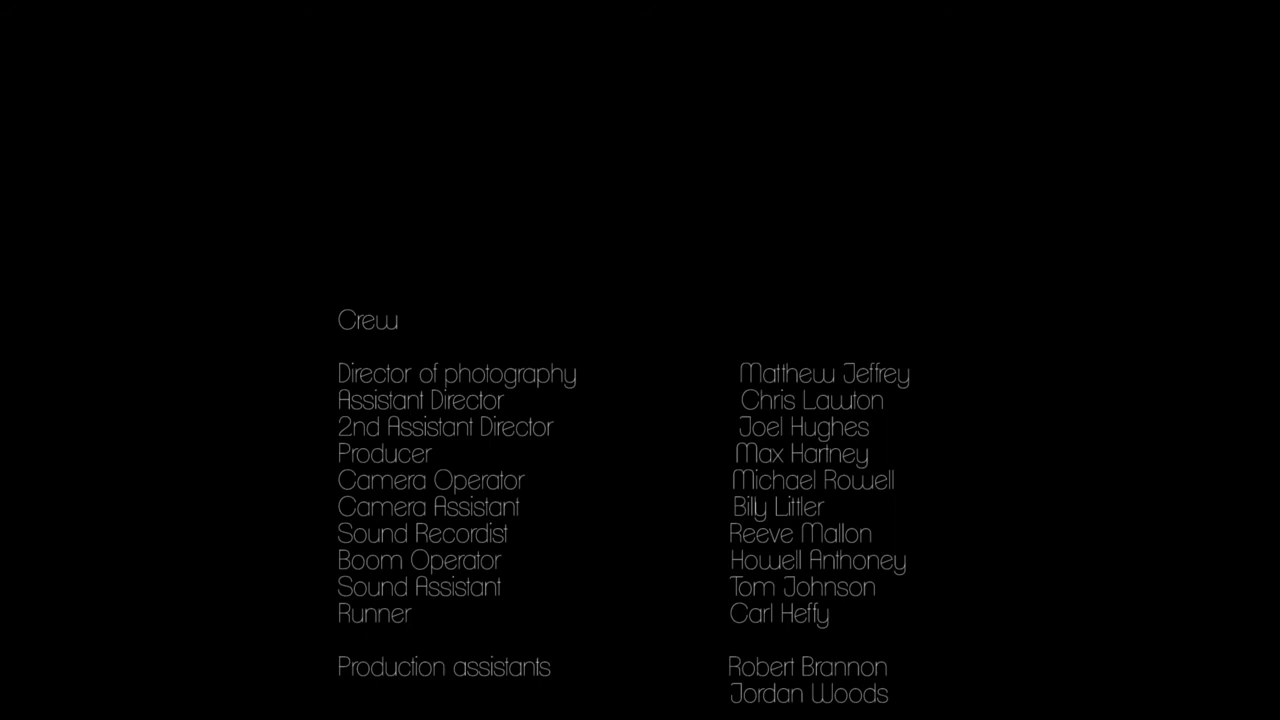 Crew
Director of photography Matthew Jeffrey
Assistant Director Chris Lawton
2nd Assistant Director Joel Hughes
Producer Max Hartney
Camera Operator Michael Rowell
Camera Assistant Billy Littler
Sound Recordist Reeve Mallon
Boom Operator Howell Anthoney
Sound Assistant Tom Johnson
Runner Carl Heffy
Production assistants Robert Brannon
Jordan Woods